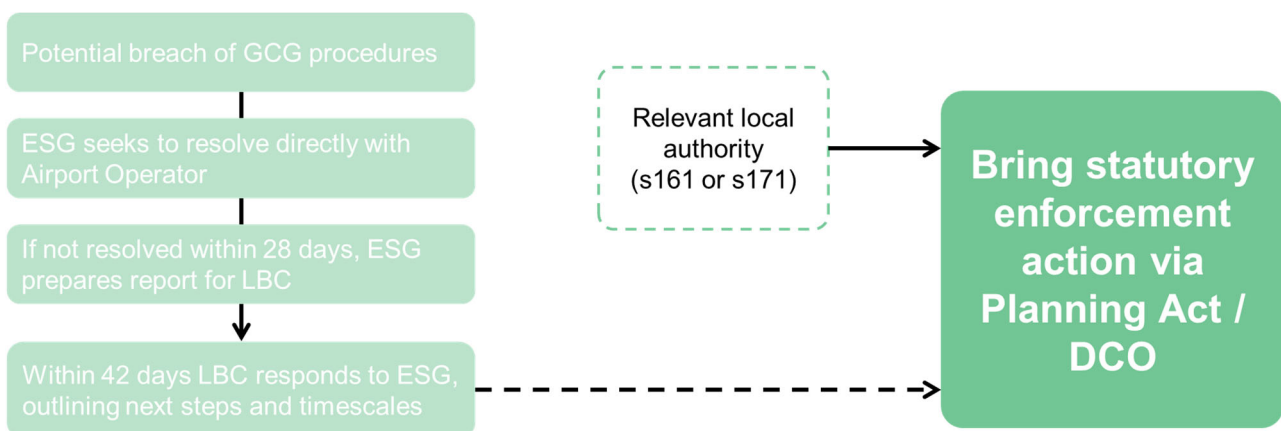 Potential breach of GCG procedures
ESG seeks to resolve directly with
Airport Operator
If not resolved within 28 days, ESG
prepares report for LBC
Within 42 days LBC responds to ESG,
outlining next steps and timescales
Relevant local
authority
(s161 or s171)
Bring statutory
enforcement
action via
Planning Act /
DCO